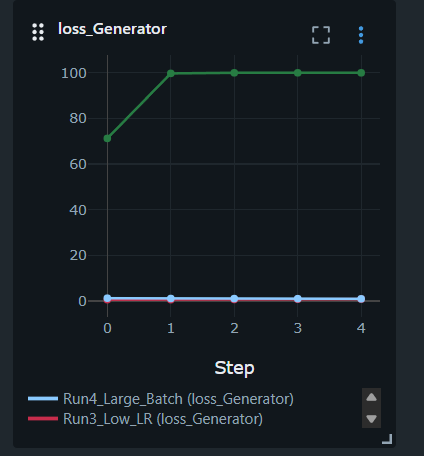 loss_Generator
100
80
60
40
20
0
0 1 2 3 4
Step
Run4_Large_Batch (loss_Generator)
Run3_Low_LR (loss_Generator)